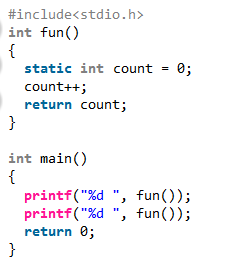 #include<stdio.h>
int fun()
{
  static int count = 0;
  count++;
  return count;
}

int main()
{
  printf("%d ", fun());
  printf("%d ", fun());
  return 0;
}